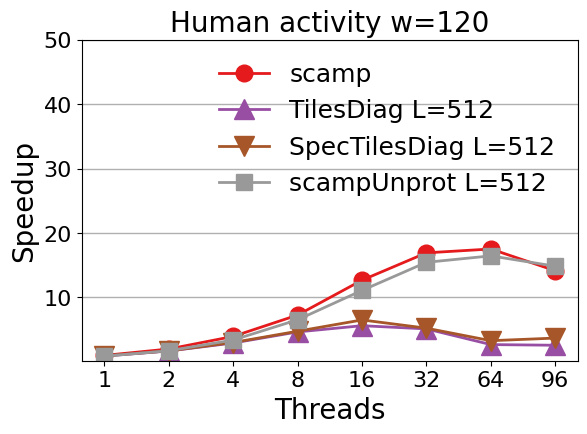 Human activity w=120
50
40
30
20
10
Speedup
scamp
TilesDiag L=512
SpecTilesDiag L=512
scampUnprot L=512
1 2 4 8 16 32 64 96
Threads